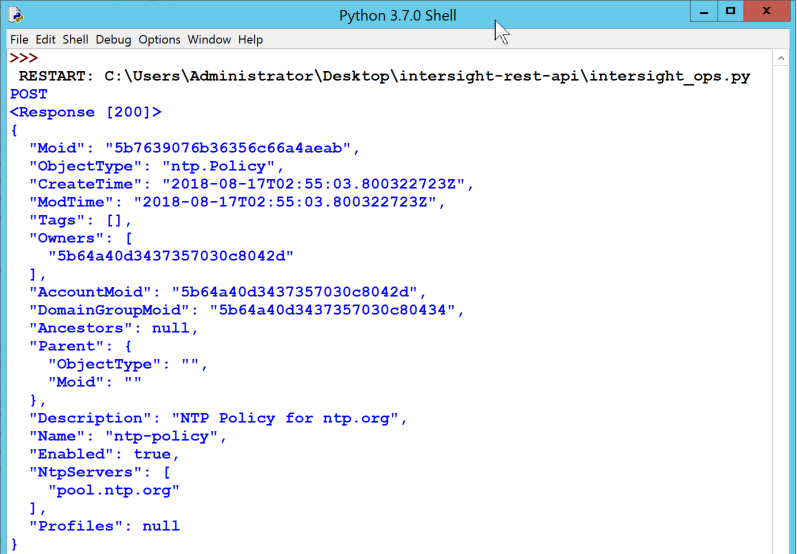 Python 3.7.0 Shell
File Edit Shell Debug Options Window Help
>>>
 RESTART: C:\Users\Administrator\Desktop\intersight-rest-api\intersight_ops.py
POST
<Response [200]>
{
  "Moid": "5b7639076b36356c66a4aeab",
  "ObjectType": "ntp.Policy",
  "CreateTime": "2018-08-17T02:55:03.800322723Z",
  "ModTime": "2018-08-17T02:55:03.800322723Z",
  "Tags": [],
  "Owners": [
    "5b64a40d3437357030c8042d"
  ],
  "AccountMoid": "5b64a40d3437357030c8042d",
  "DomainGroupMoid": "5b64a40d3437357030c80434",
  "Ancestors": null,
  "Parent": {
    "ObjectType": "",
    "Moid": ""
  },
  "Description": "NTP Policy for ntp.org",
  "Name": "ntp-policy",
  "Enabled": true,
  "NtpServers": [
    "pool.ntp.org"
  ],
  "Profiles": null
}